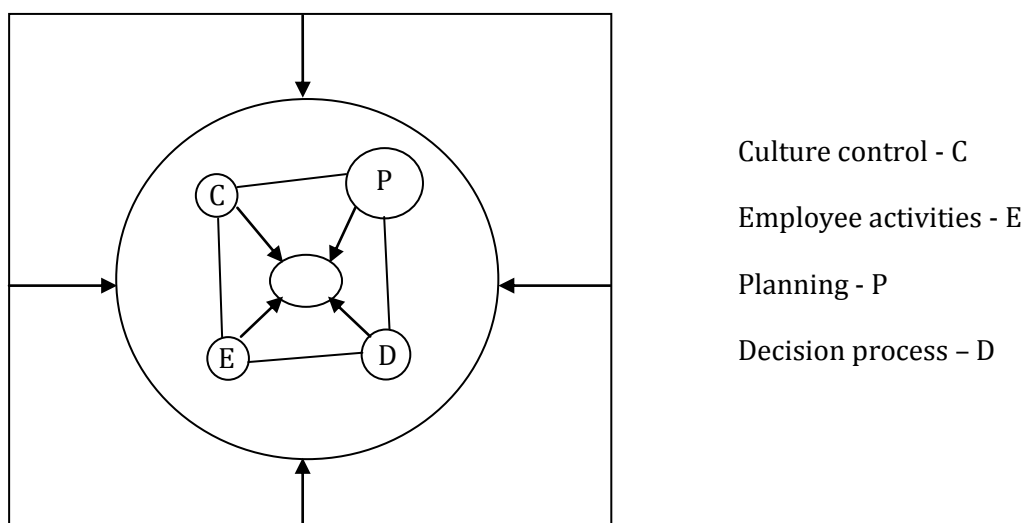 C
P
E
D
Culture control - C
Employee activities - E
Planning - P
Decision process – D